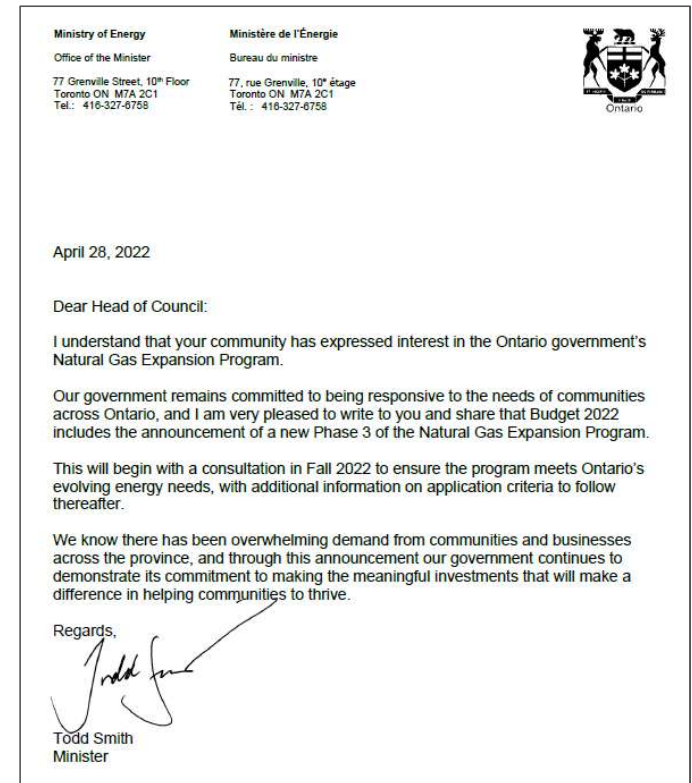 Ministry of Energy
Office of the Minister
77 Grenville Street, 10th Floor
Toronto ON M7A 2C1
Tel.: 416-327-6758
Ministère de l'Énergie
Bureau du ministre
77, rue Grenville, 10e étage
Toronto ON M7A 2C1
Tél. : 416-327-6758
Ontario
April 28, 2022
Dear Head of Council:
I understand that your community has expressed interest in the Ontario government's
Natural Gas Expansion Program.
Our government remains committed to being responsive to the needs of communities
across Ontario, and I am very pleased to write to you and share that Budget 2022
includes the announcement of a new Phase 3 of the Natural Gas Expansion Program.
This will begin with a consultation in Fall 2022 to ensure the program meets Ontario's
evolving energy needs, with additional information on application criteria to follow
thereafter.
We know there has been overwhelming demand from communities and businesses
across the province, and through this announcement our government continues to
demonstrate its commitment to making the meaningful investments that will make a
difference in helping communities to thrive.
Regards,
Todd Smith
Minister